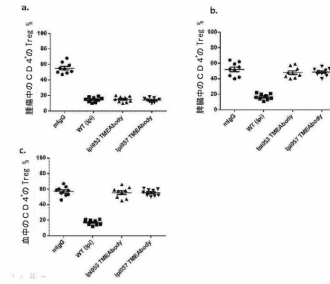 a.
腫瘍中のCD4⁺のTreg %
100
80
60
40
20
0
mIgG
WT (ipi)
Ipi053 TMEAbody
Ipi057 TMEAbody
b.
脾臓中のCD4⁺のTreg %
100
80
60
40
20
0
mIgG
WT (ipi)
Ipi053 TMEAbody
Ipi057 TMEAbody
c.
血中のCD4⁺のTreg %
100
80
60
40
20
0
mIgG
WT (ipi)
Ipi053 TMEAbody
Ipi057 TMEAbody